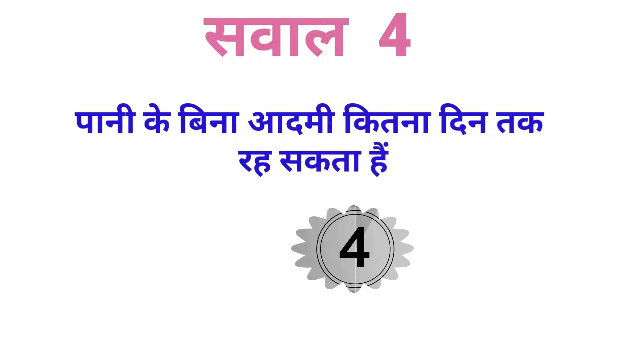 सवाल 4
पानी के बिना आदमी कितना दिन तक
रह सकता हैं
4